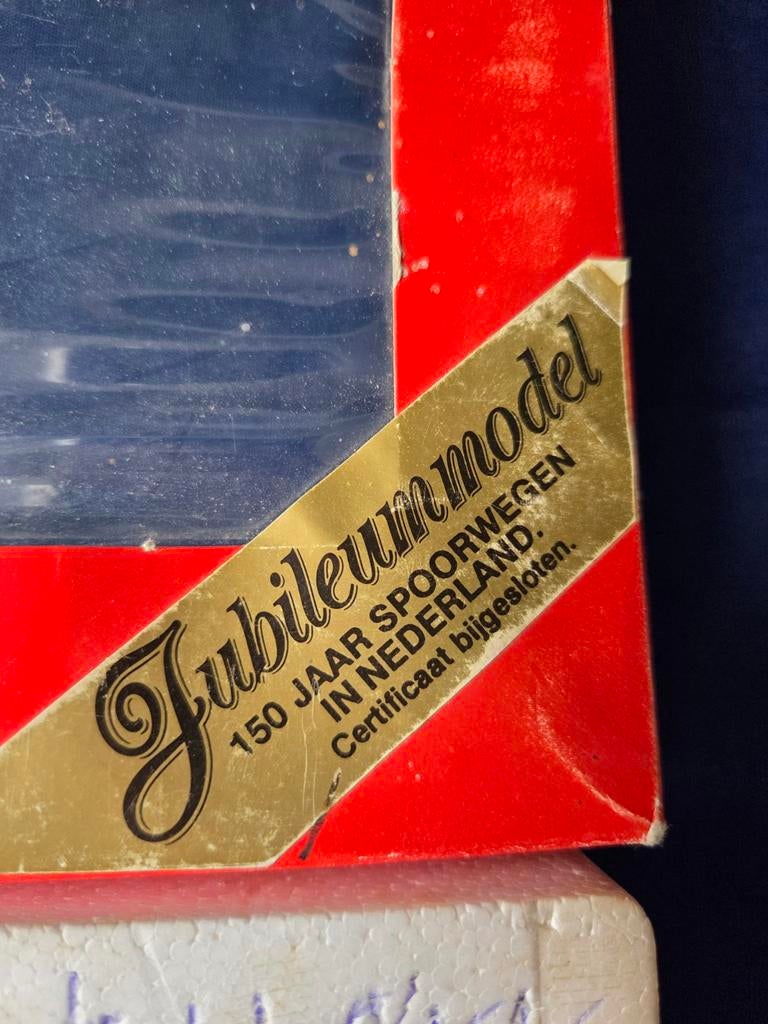 Jubileummodel
150 JAAR SPOORWEGEN
IN NEDERLAND.
Certificaat bijgesloten.